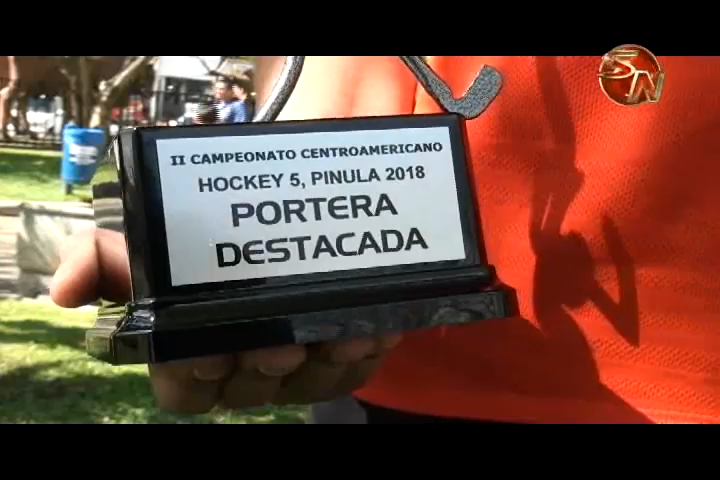 II CAMPEONATO CENTROAMERICANO
HOCKEY 5, PINULA 2018
PORTERA
DESTACADA
SN